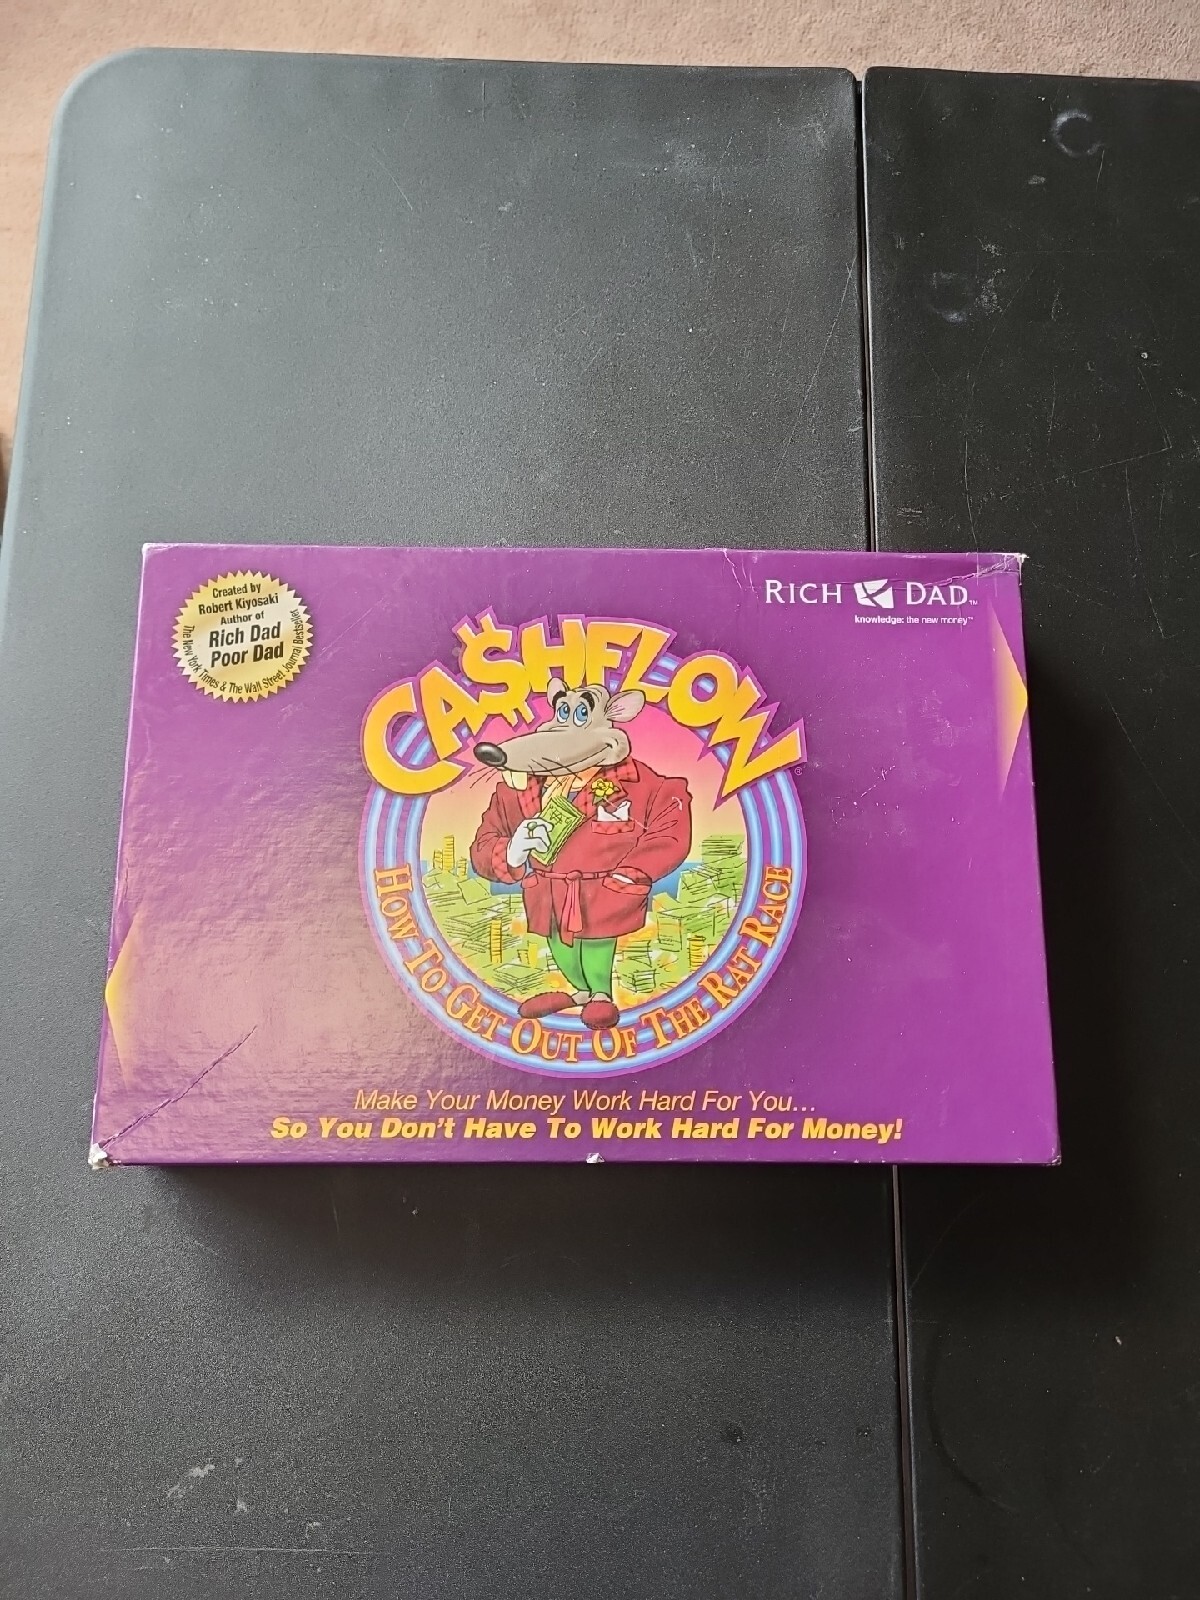 Created by
Robert Kiyosaki
Author of
Rich Dad
Poor Dad
The New York Times & The Wall Street Journal Bestseller
RICH DAD™
knowledge: the new money™
CA$HFLOW®
HOW TO GET OUT OF THE RAT RACE
Make Your Money Work Hard For You...
So You Don't Have To Work Hard For Money!